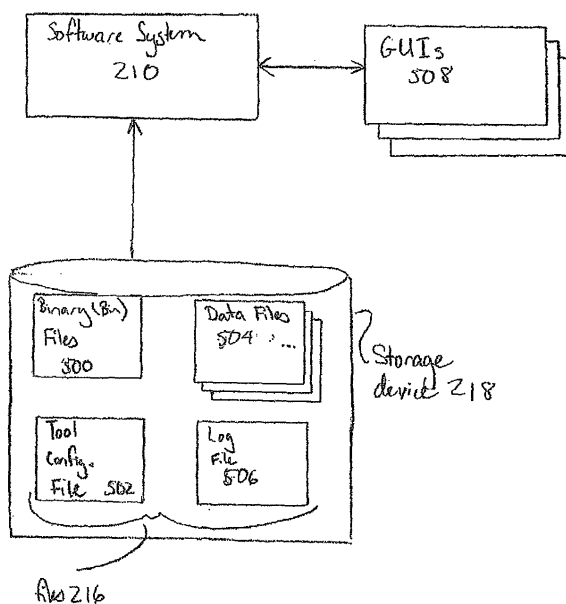 Software System
210
GUIs
508
Binary (Bin)
Files
500
Data Files
504 ...
Tool
Config.
File 502
Log
File
506
Storage
device 218
files 216